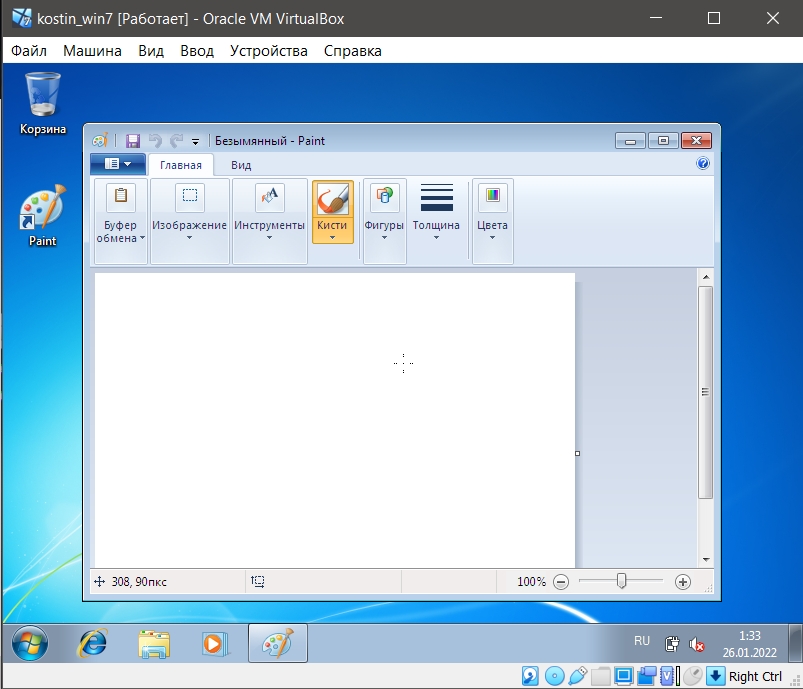 kostin_win7 [Работает] - Oracle VM VirtualBox
Файл Машина Вид Ввод Устройства Справка
Корзина
Paint
Безымянный - Paint
Главная Вид
Буфер обмена
Изображение
Инструменты
Кисти
Фигуры
Толщина
Цвета
308, 90пкс
100%
RU
1:33
26.01.2022
Right Ctrl